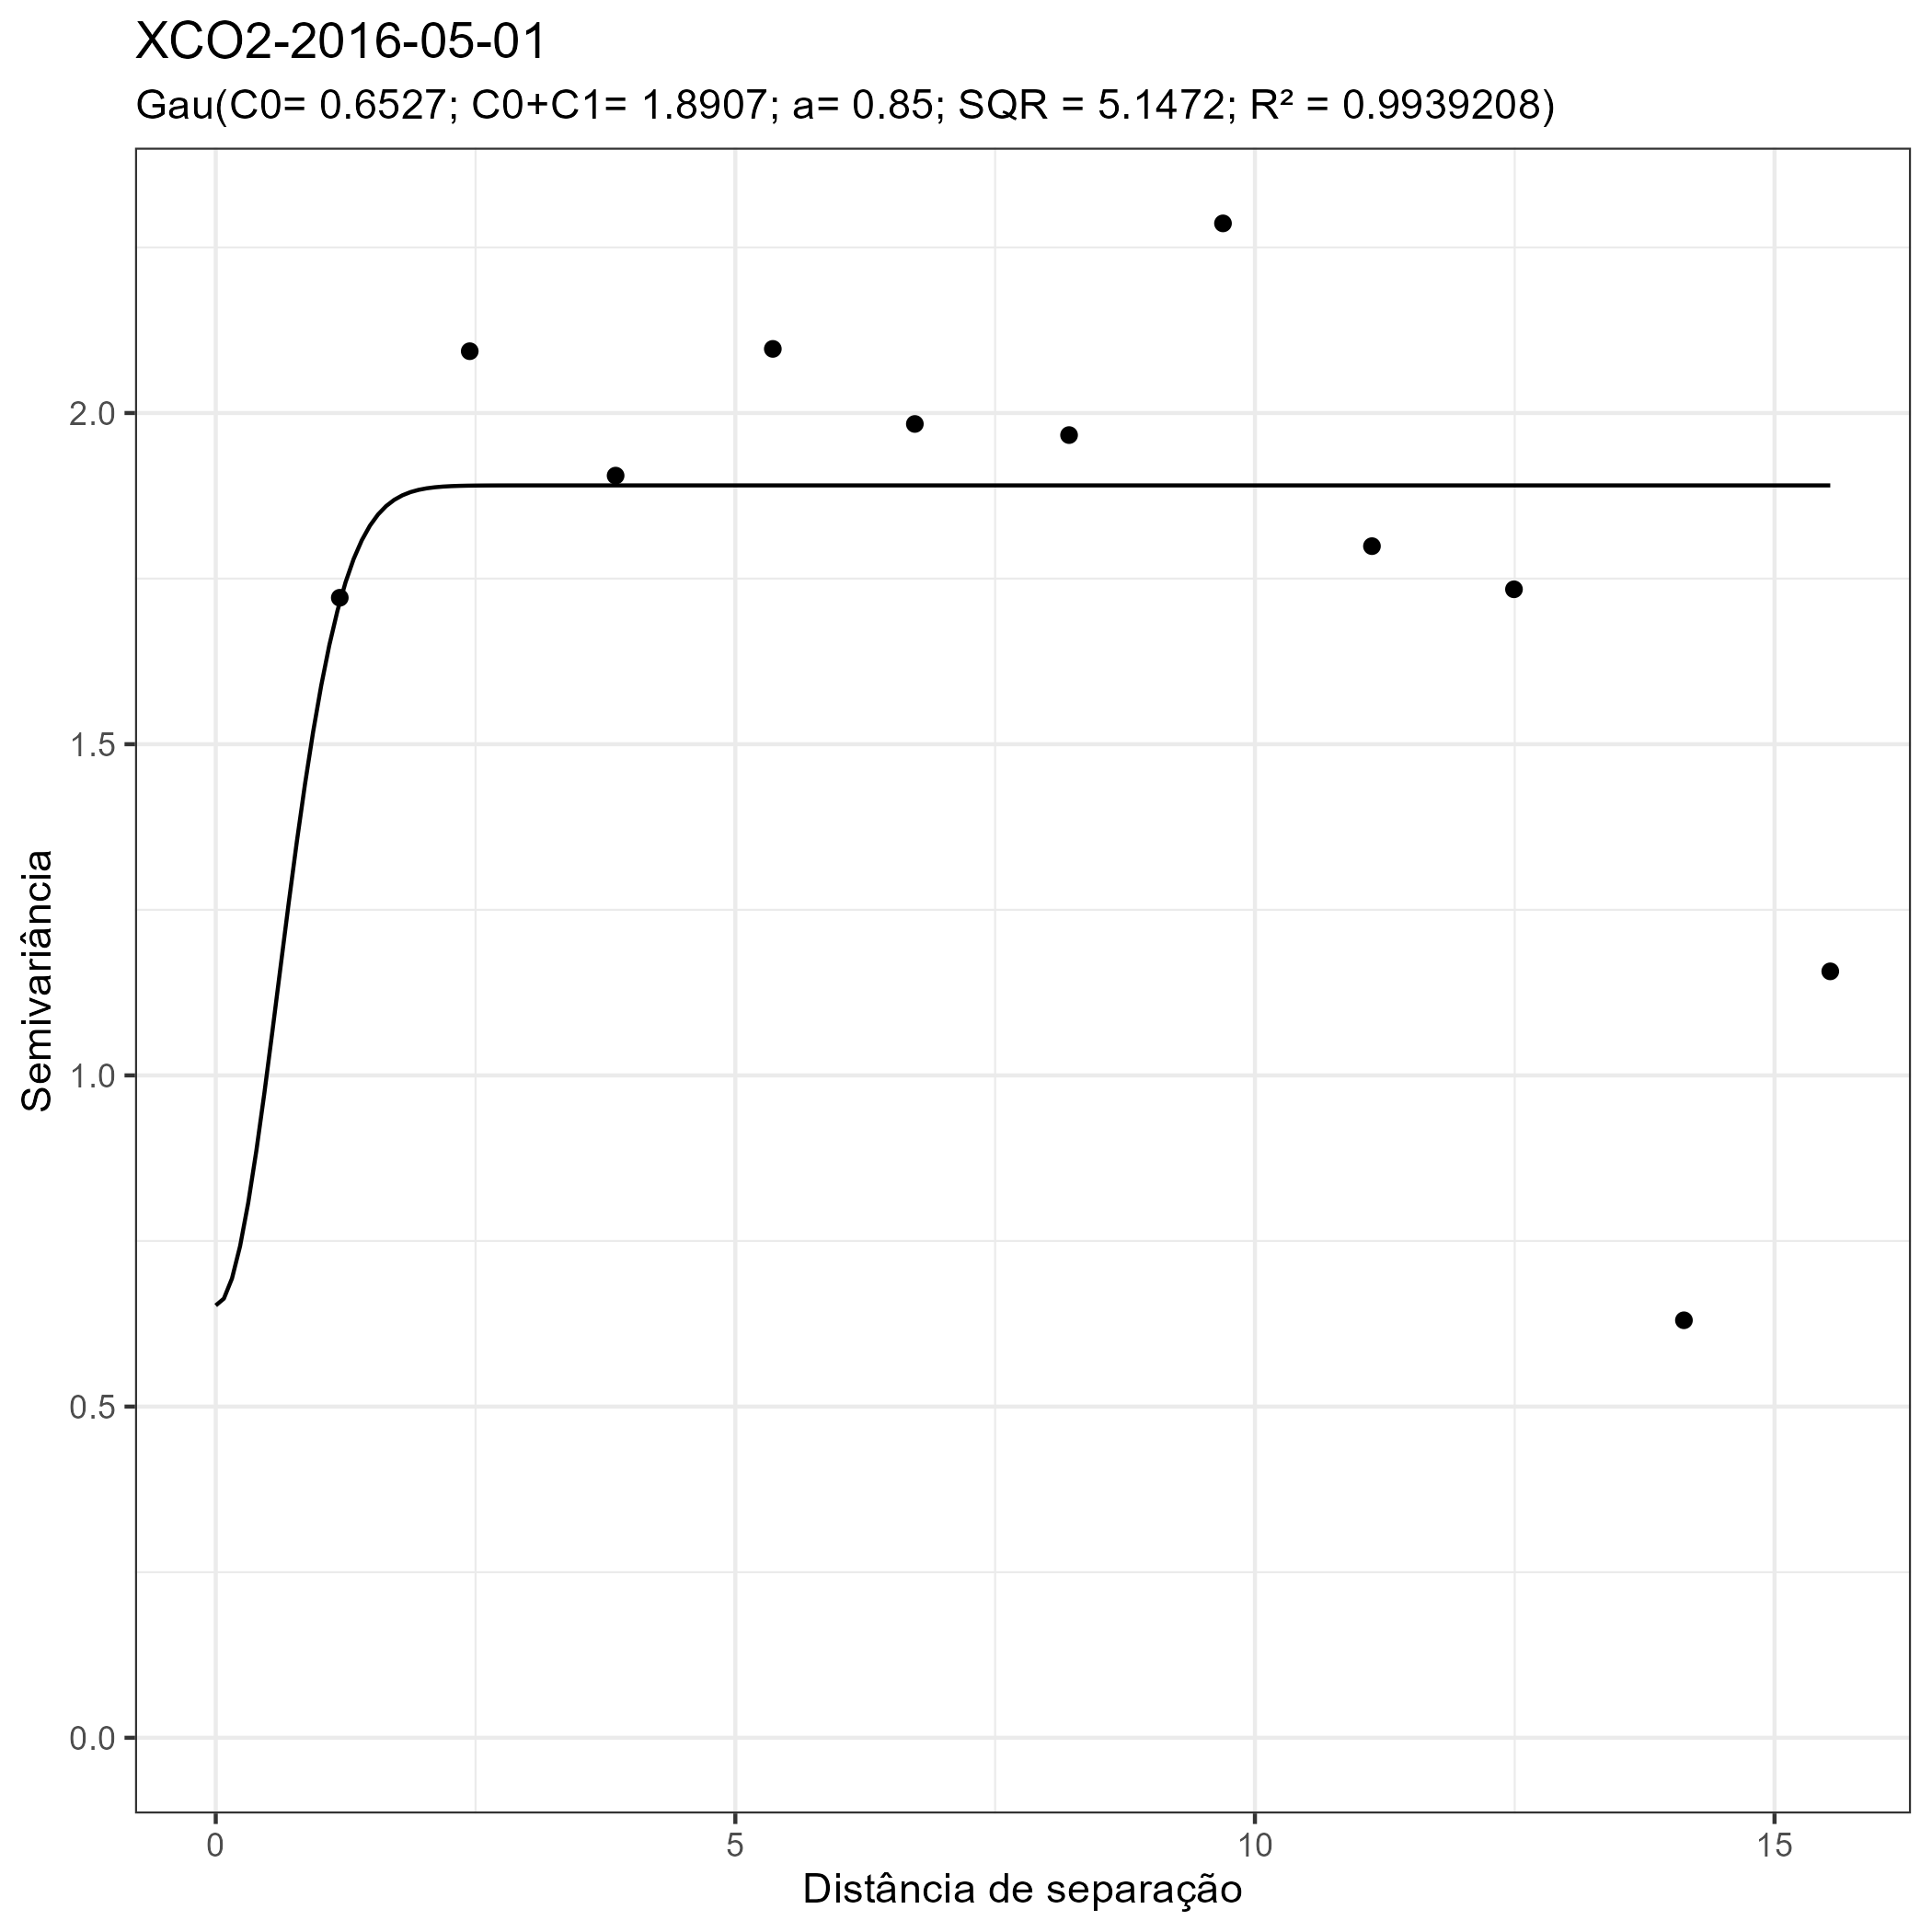 XCO2-2016-05-01
Gau(C0= 0.6527; C0+C1= 1.8907; a= 0.85; SQR = 5.1472; R² = 0.9939208)
2.0
1.5
1.0
0.5
0.0
Semivariância
0 5 10 15
Distância de separação